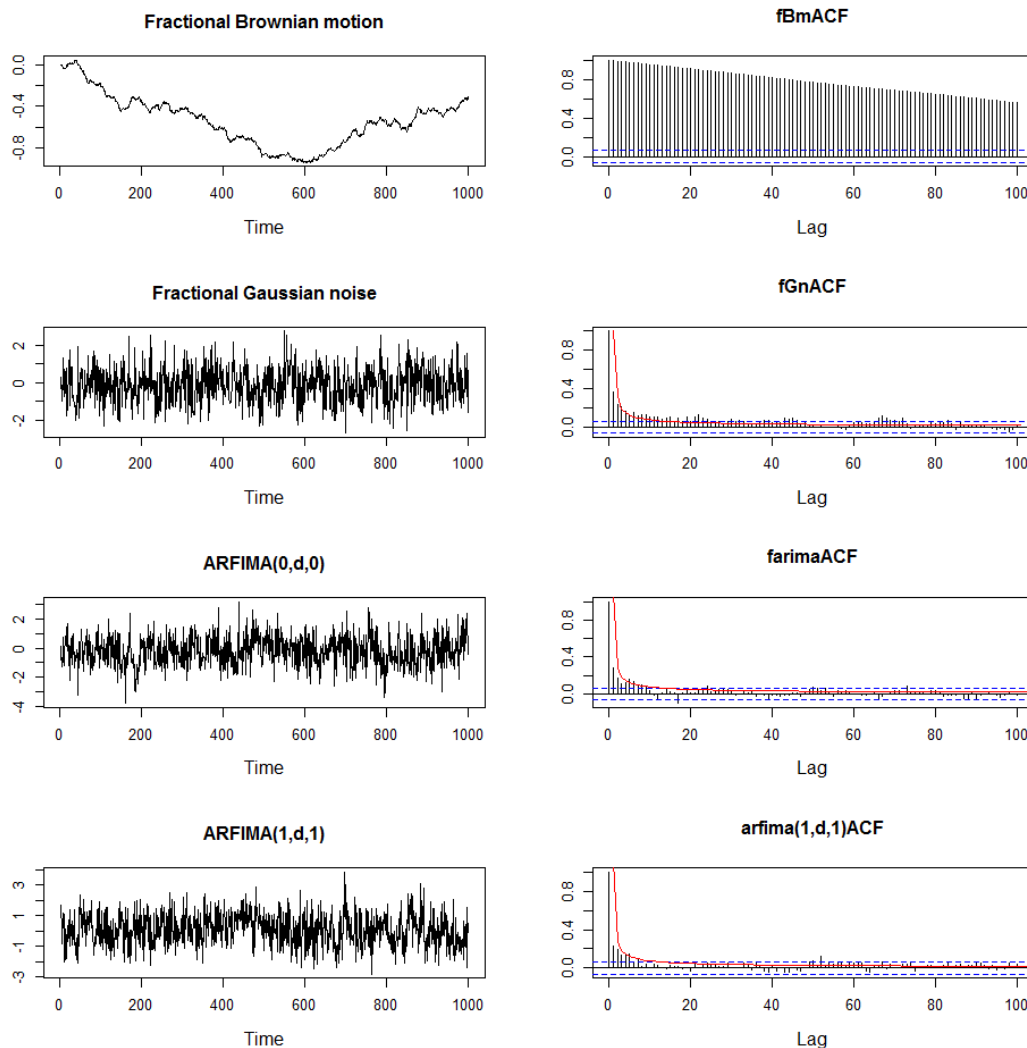 Fractional Brownian motion
0.0
-0.4
-0.8
0 200 400 600 800 1000
Time
fBmACF
0.8
0.4
0.0
0 20 40 60 80 100
Lag
Fractional Gaussian noise
2
0
-2
0 200 400 600 800 1000
Time
fGnACF
0.8
0.4
0.0
0 20 40 60 80 100
Lag
ARFIMA(0,d,0)
2
0
-2
-4
0 200 400 600 800 1000
Time
farimaACF
0.8
0.4
0.0
0 20 40 60 80 100
Lag
ARFIMA(1,d,1)
3
1
-1
-3
0 200 400 600 800 1000
Time
arfima(1,d,1)ACF
0.8
0.4
0.0
0 20 40 60 80 100
Lag